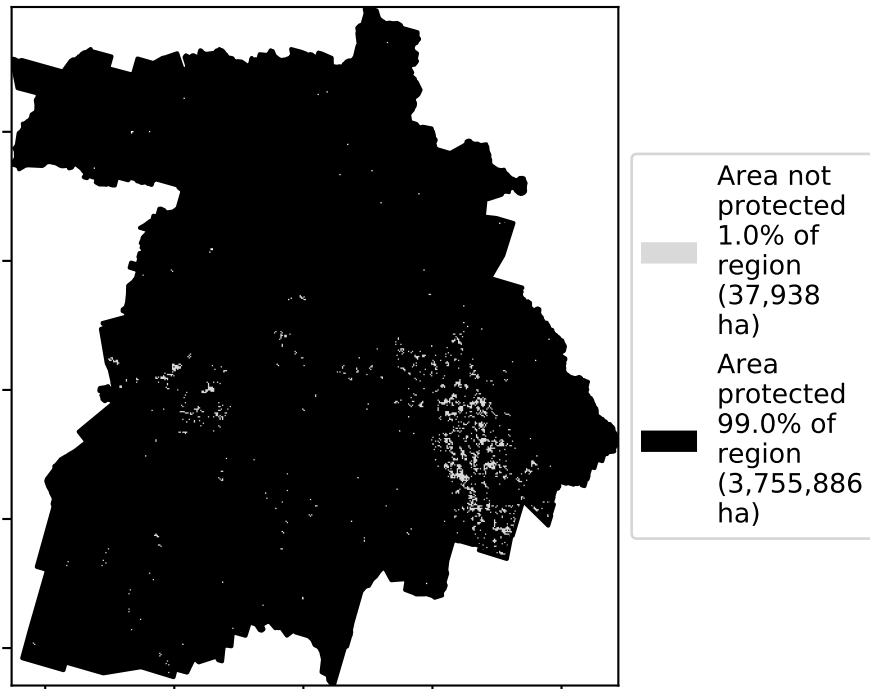 Area not
protected
1.0% of
region
(37,938
ha)
Area
protected
99.0% of
region
(3,755,886
ha)